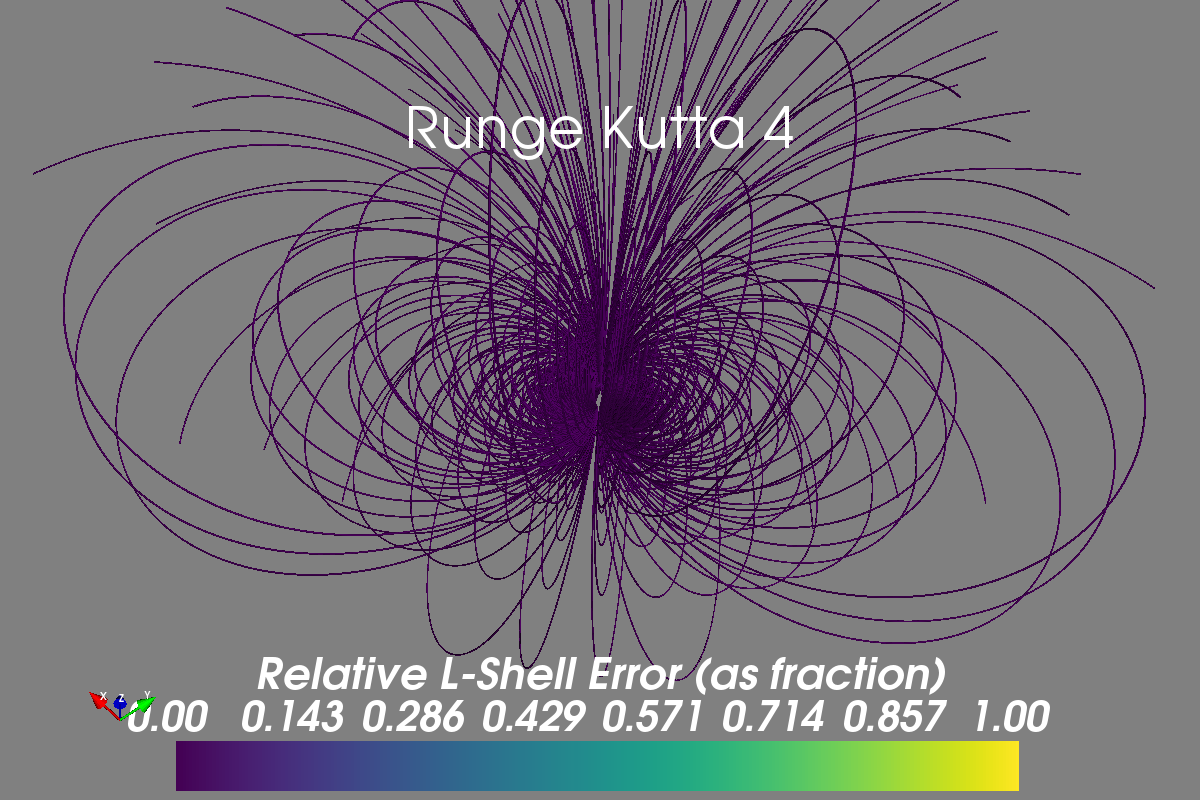 Runge Kutta 4
Relative L-Shell Error (as fraction)
X Z Y
0.00 0.143 0.286 0.429 0.571 0.714 0.857 1.00